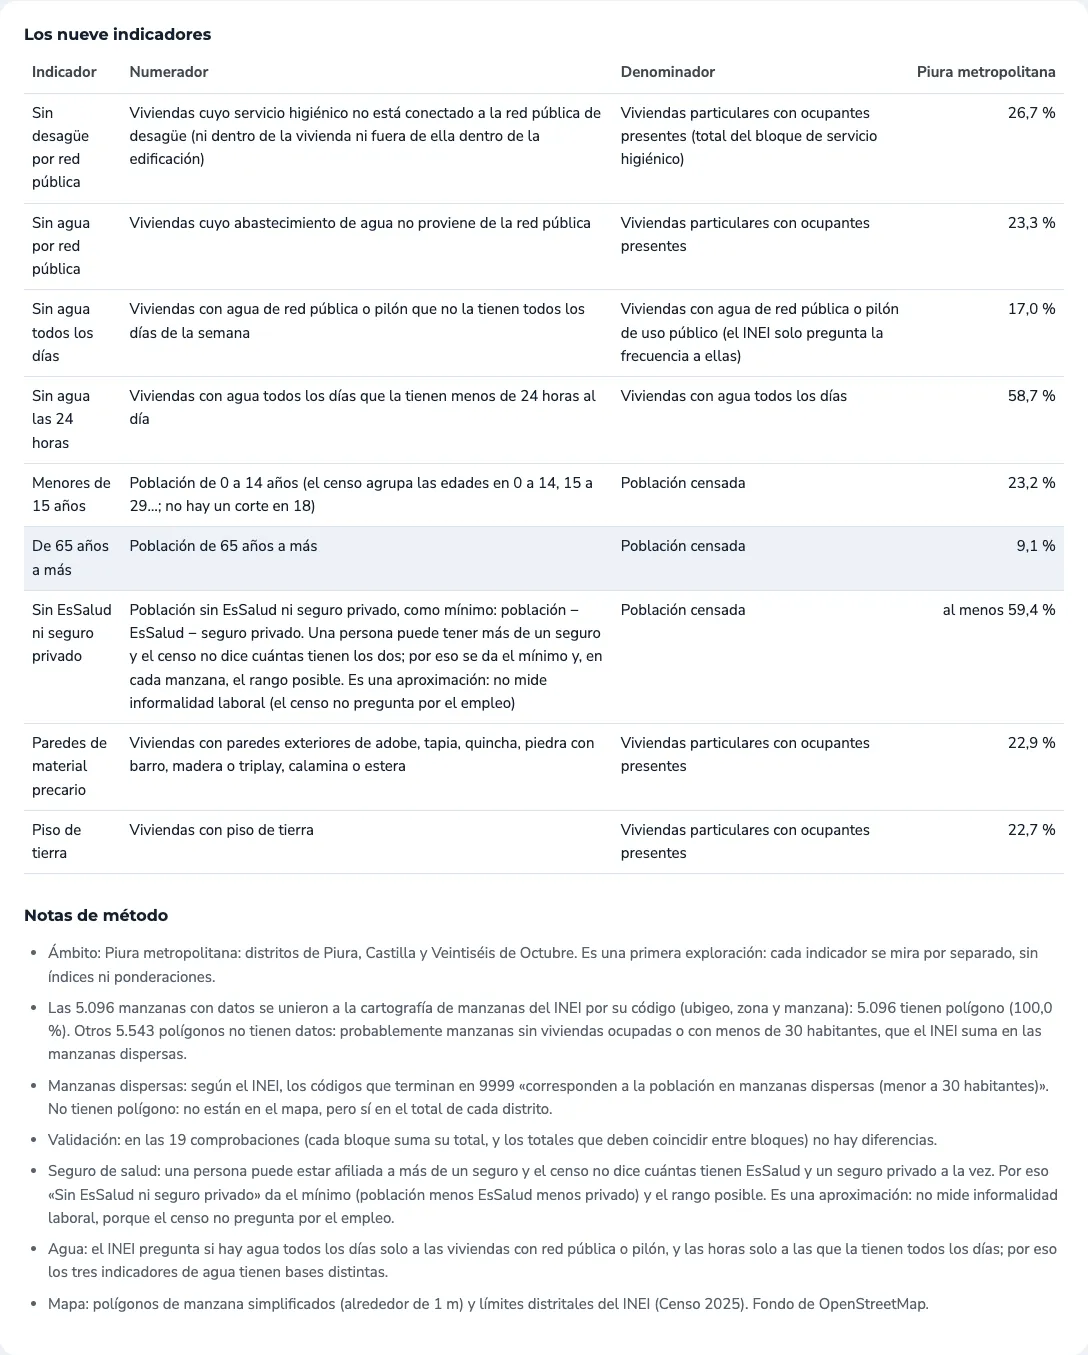 Los nueve indicadores
Indicador Numerador Denominador Piura metropolitana
Sin desagüe por red pública
Viviendas cuyo servicio higiénico no está conectado a la red pública de desagüe (ni dentro de la vivienda ni fuera de ella dentro de la edificación)
Viviendas particulares con ocupantes presentes (total del bloque de servicio higiénico)
26,7 %
Sin agua por red pública
Viviendas cuyo abastecimiento de agua no proviene de la red pública
Viviendas particulares con ocupantes presentes
23,3 %
Sin agua todos los días
Viviendas con agua de red pública o pilón que no la tienen todos los días de la semana
Viviendas con agua de red pública o pilón de uso público (el INEI solo pregunta la frecuencia a ellas)
17,0 %
Sin agua las 24 horas
Viviendas con agua todos los días que la tienen menos de 24 horas al día
Viviendas con agua todos los días
58,7 %
Menores de 15 años
Población de 0 a 14 años (el censo agrupa las edades en 0 a 14, 15 a 29...; no hay un corte en 18)
Población censada
23,2 %
De 65 años a más
Población de 65 años a más
Población censada
9,1 %
Sin EsSalud ni seguro privado
Población sin EsSalud ni seguro privado, como mínimo: población − EsSalud − seguro privado. Una persona puede tener más de un seguro y el censo no dice cuántas tienen los dos; por eso se da el mínimo y, en cada manzana, el rango posible. Es una aproximación: no mide informalidad laboral (el censo no pregunta por el empleo)
Población censada
al menos 59,4 %
Paredes de material precario
Viviendas con paredes exteriores de adobe, tapia, quincha, piedra con barro, madera o triplay, calamina o estera
Viviendas particulares con ocupantes presentes
22,9 %
Piso de tierra
Viviendas con piso de tierra
Viviendas particulares con ocupantes presentes
22,7 %
Notas de método
• Ámbito: Piura metropolitana: distritos de Piura, Castilla y Veintiséis de Octubre. Es una primera exploración: cada indicador se mira por separado, sin
índices ni ponderaciones.
• Las 5.096 manzanas con datos se unieron a la cartografía de manzanas del INEI por su código (ubigeo, zona y manzana): 5.096 tienen polígono (100,0
%). Otros 5.543 polígonos no tienen datos: probablemente manzanas sin viviendas ocupadas o con menos de 30 habitantes, que el INEI suma en las
manzanas dispersas.
• Manzanas dispersas: según el INEI, los códigos que terminan en 9999 «corresponden a la población en manzanas dispersas (menor a 30 habitantes)».
No tienen polígono: no están en el mapa, pero sí en el total de cada distrito.
• Validación: en las 19 comprobaciones (cada bloque suma su total, y los totales que deben coincidir entre bloques) no hay diferencias.
• Seguro de salud: una persona puede estar afiliada a más de un seguro y el censo no dice cuántas tienen EsSalud y un seguro privado a la vez. Por eso
«Sin EsSalud ni seguro privado» da el mínimo (población menos EsSalud menos privado) y el rango posible. Es una aproximación: no mide informalidad
laboral, porque el censo no pregunta por el empleo.
• Agua: el INEI pregunta si hay agua todos los días solo a las viviendas con red pública o pilón, y las horas solo a las que la tienen todos los días; por eso
los tres indicadores de agua tienen bases distintas.
• Mapa: polígonos de manzana simplificados (alrededor de 1 m) y límites distritales del INEI (Censo 2025). Fondo de OpenStreetMap.